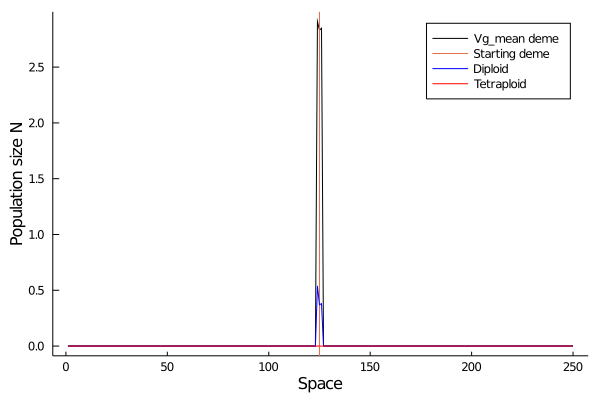 Vg_mean deme
Starting deme
Diploid
Tetraploid
Population size N
2.5
2.0
1.5
1.0
0.5
0.0
0 50 100 150 200 250
Space